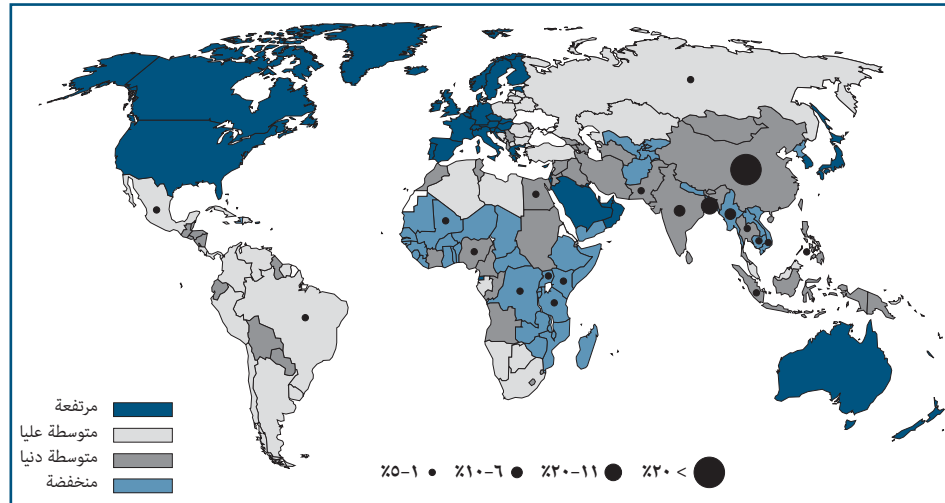 مرتفعة
متوسطة عليا
متوسطة دنيا
منخفضة
٪٢٠ < ٪٢٠-١١ ٪١٠-٦ ٪٥-١